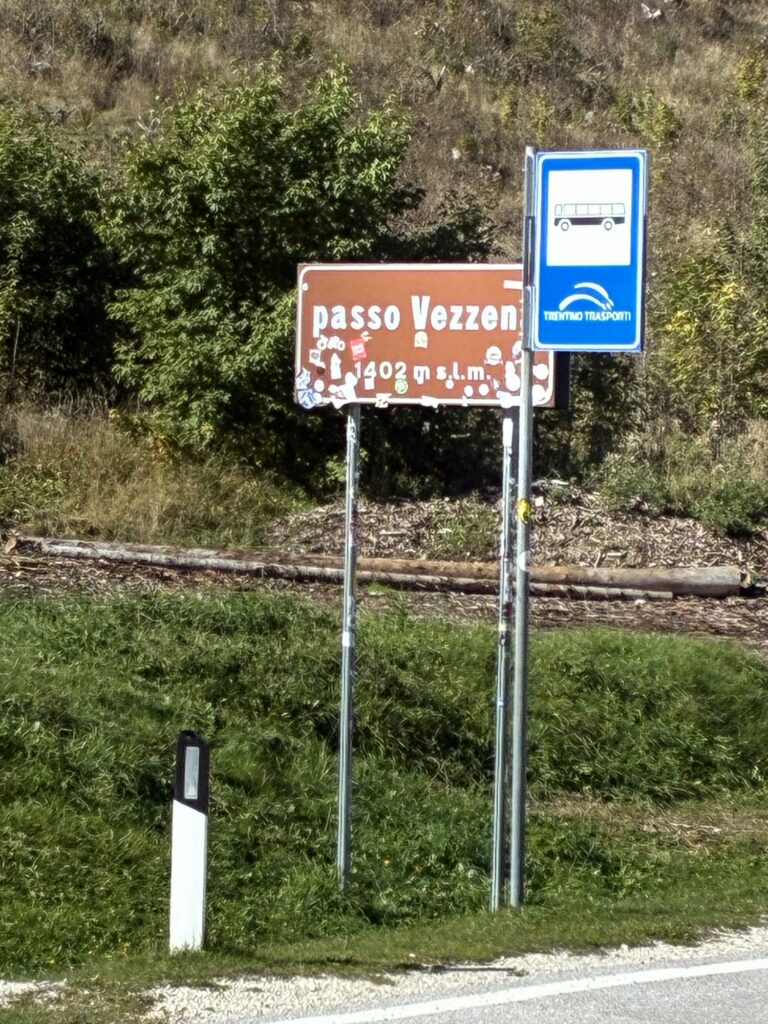 passo Vezzen
1402 m s.l.m.
TRENTINO TRASPORTI